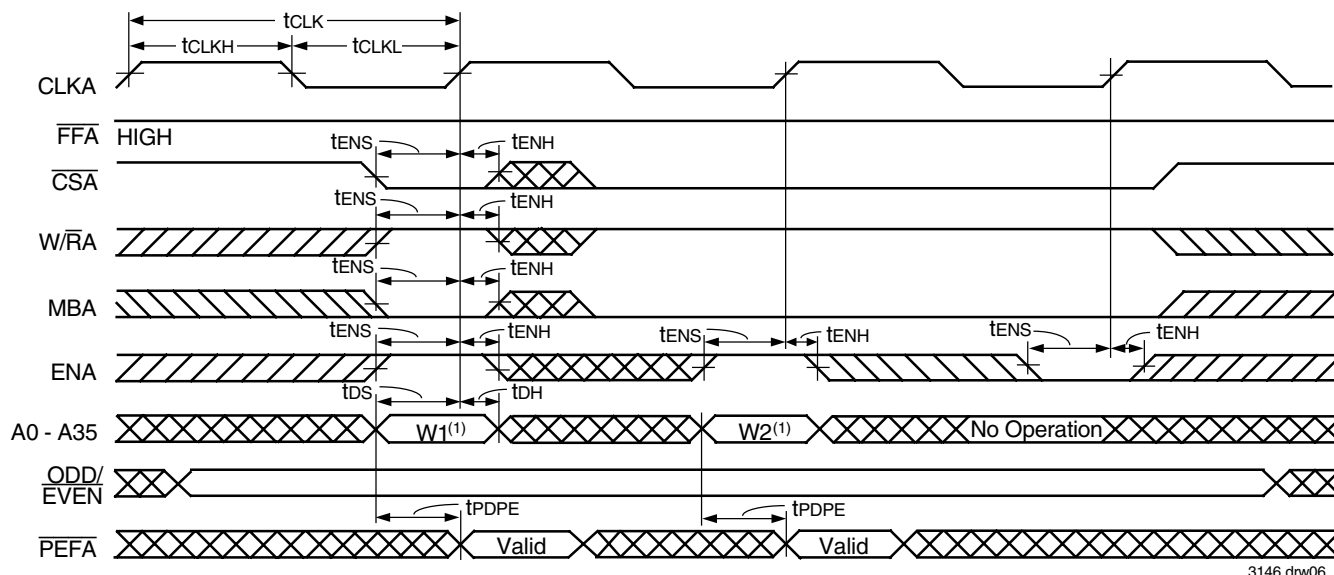 tCLK
tCLKH tCLKL
CLKA
FFA HIGH
tENS tENH
CSA
tENS tENH
W/RA
tENS tENH
MBA
tENS tENH tENS tENH tENS tENH
ENA
tDS tDH
A0 - A35 W1(1) W2(1) No Operation
ODD/
EVEN
tPDPE tPDPE
PEFA Valid Valid
3146 drw06